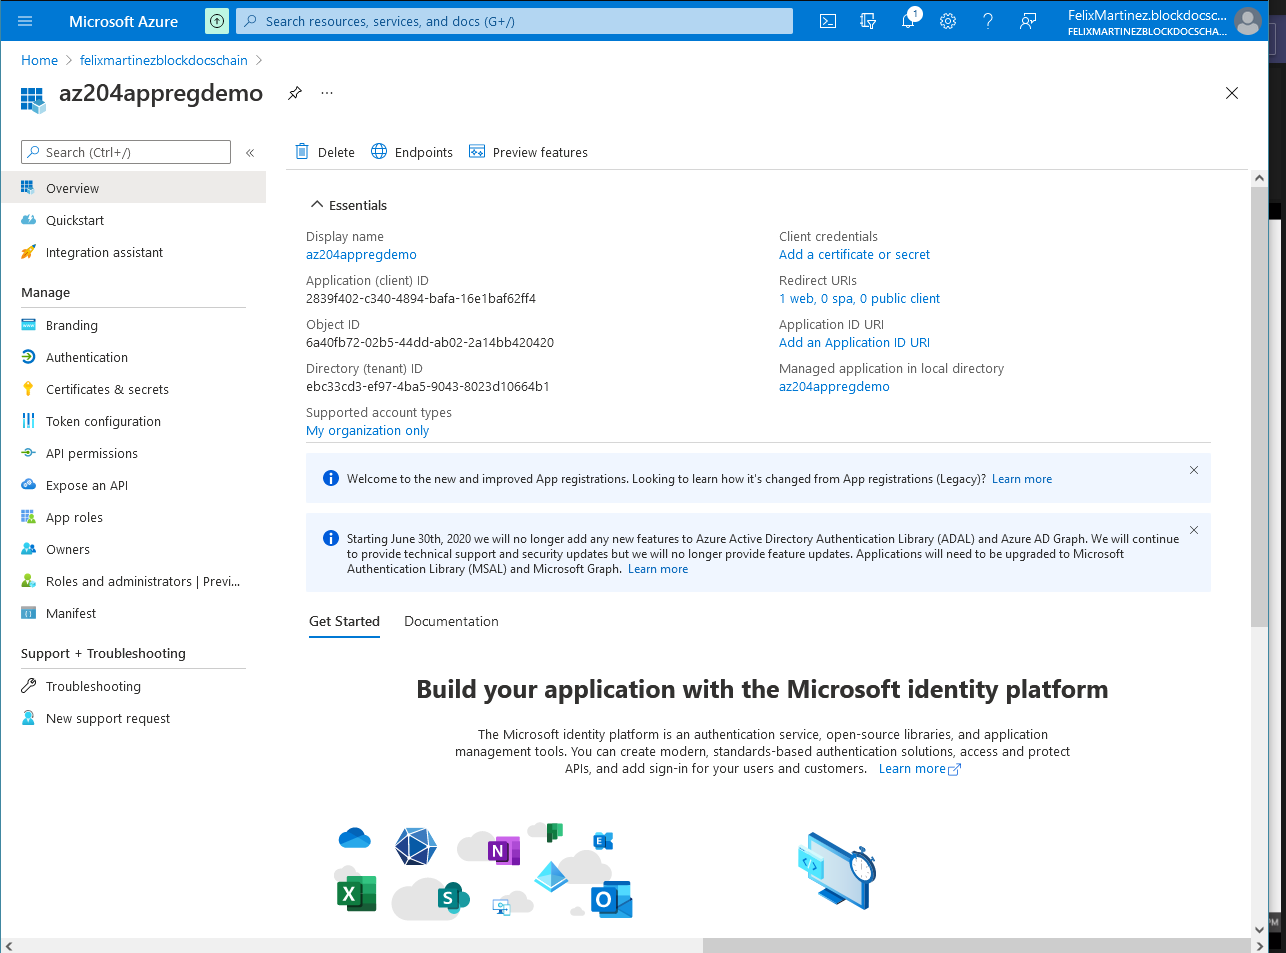 Microsoft Azure
Search resources, services, and docs (G+/)
1
FelixMartinez.blockdocsc...
FELIXMARTINEZBLOCKDOCSCHA...
Home > felixmartinezblockdocschain >
az204appregdemo
...
Search (Ctrl+/)
«
Overview
Quickstart
Integration assistant
Manage
Branding
Authentication
Certificates & secrets
Token configuration
API permissions
Expose an API
App roles
Owners
Roles and administrators | Previ...
Manifest
Support + Troubleshooting
Troubleshooting
New support request
Delete
Endpoints
Preview features
Essentials
Display name
az204appregdemo
Application (client) ID
2839f402-c340-4894-bafa-16e1baf62ff4
Object ID
6a40fb72-02b5-44dd-ab02-2a14bb420420
Directory (tenant) ID
ebc33cd3-ef97-4ba5-9043-8023d10664b1
Supported account types
My organization only
Client credentials
Add a certificate or secret
Redirect URIs
1 web, 0 spa, 0 public client
Application ID URI
Add an Application ID URI
Managed application in local directory
az204appregdemo
Welcome to the new and improved App registrations. Looking to learn how it's changed from App registrations (Legacy)? Learn more
Starting June 30th, 2020 we will no longer add any new features to Azure Active Directory Authentication Library (ADAL) and Azure AD Graph. We will continue
to provide technical support and security updates but we will no longer provide feature updates. Applications will need to be upgraded to Microsoft
Authentication Library (MSAL) and Microsoft Graph. Learn more
Get Started
Documentation
Build your application with the Microsoft identity platform
The Microsoft identity platform is an authentication service, open-source libraries, and application
management tools. You can create modern, standards-based authentication solutions, access and protect
APIs, and add sign-in for your users and customers. Learn more
N
E
X
S
O
PM